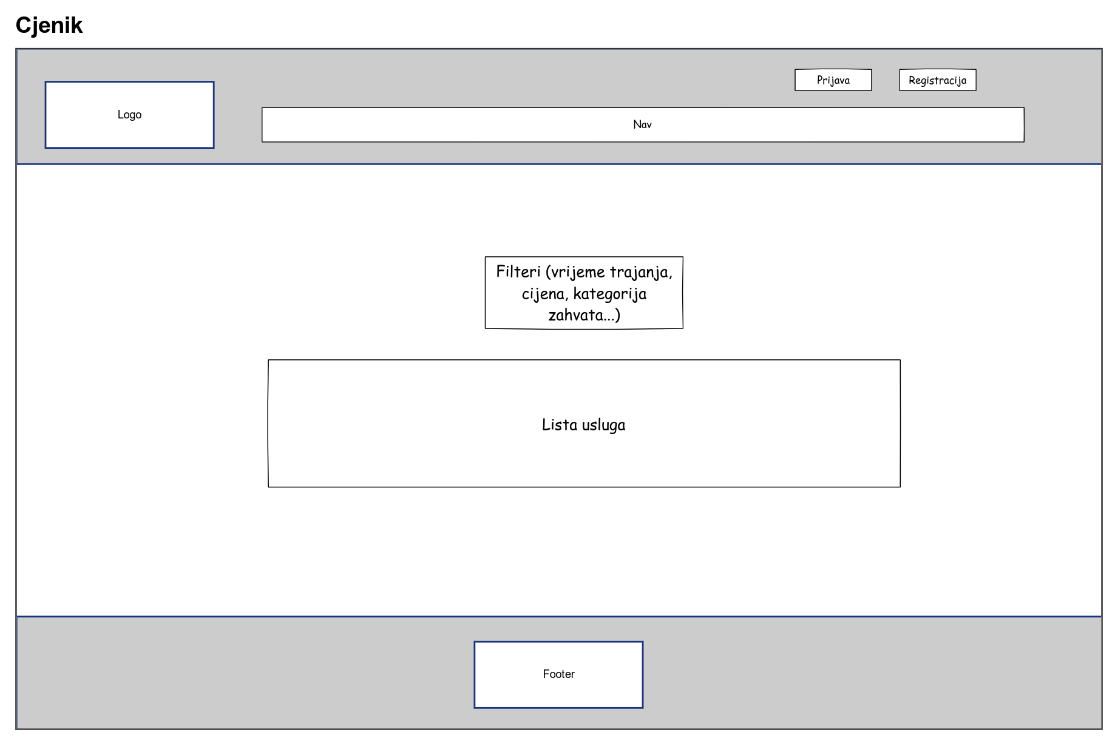 Cjenik
Prijava
Registracija
Logo
Nav
Filteri (vrijeme trajanja,
cijena, kategorija
zahvata...)
Lista usluga
Footer